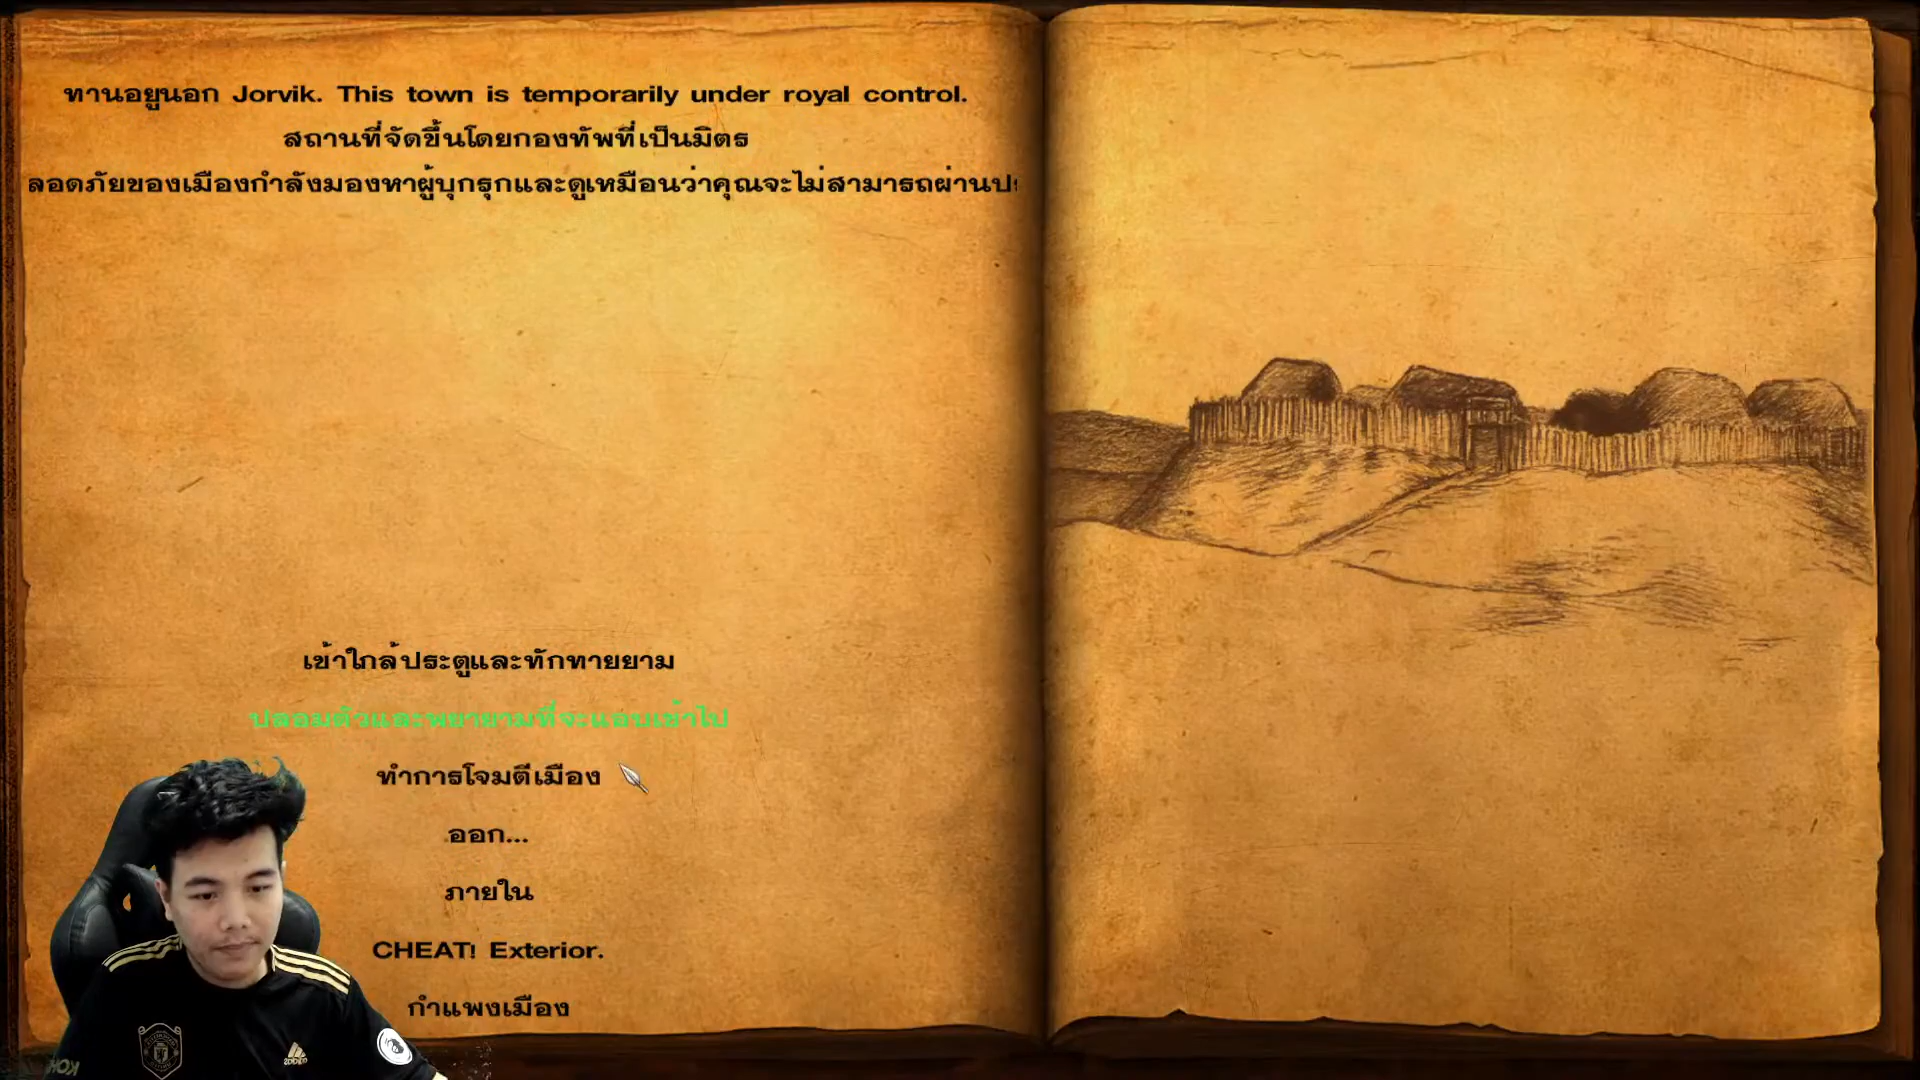 ทานอยูนอก Jorvik. This town is temporarily under royal control.
สถานที่จัดขึ้นโดยกองทัพที่เป็นมิตร
ลอดภัยของเมืองกำลังมองหาผู้บุกรุกและดูเหมือนว่าคุณจะไม่สามารถผ่าน
เข้าใกล้ประตูและทักทายยาม
ปลอมตัวและพยายามที่จะแอบเข้าไป
ทำการโจมตีเมือง
ออก...
ภายใน
CHEAT! Exterior.
กำแพงเมือง